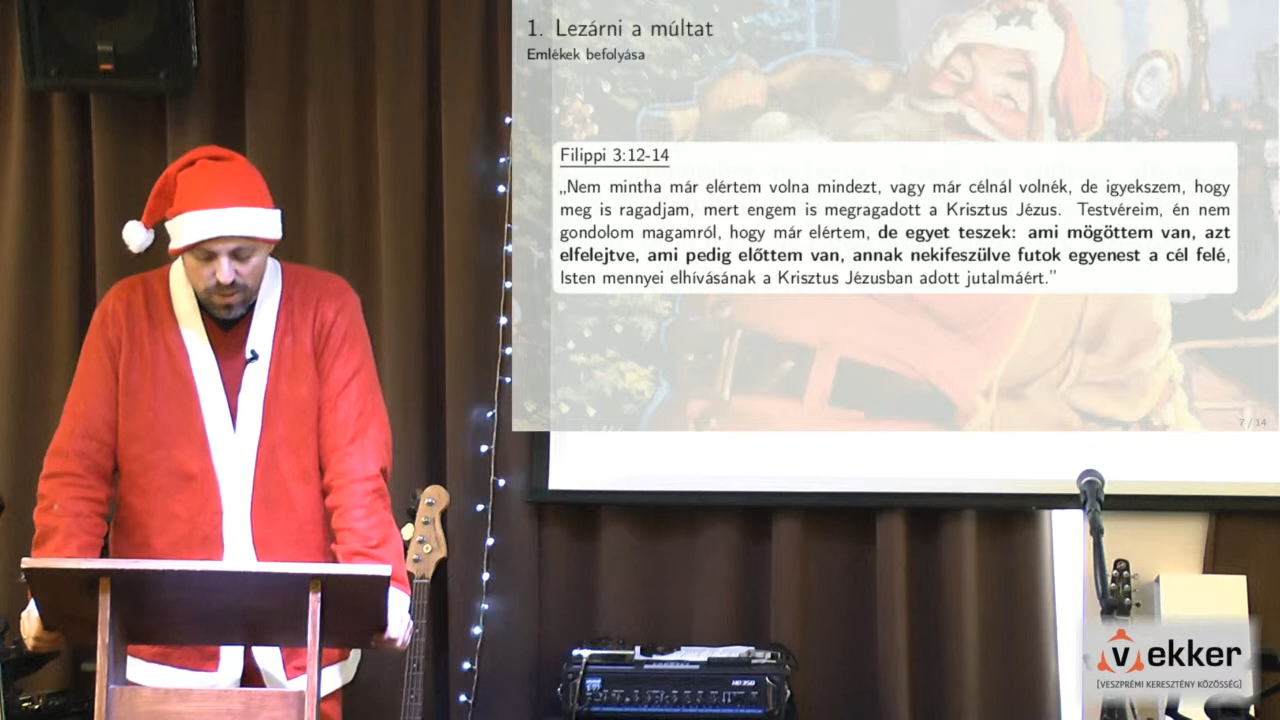 1. Lezárni a múltat
Emlékek befolyása
Filippi 3:12-14
„Nem mintha már elértem volna mindezt, vagy már célnál volnék, de igyekszem, hogy
meg is ragadjam, mert engem is megragadott a Krisztus Jézus. Testvéreim, én nem
gondolom magamról, hogy már elértem, de egyet teszek: ami mögöttem van, azt
elfelejtve, ami pedig előttem van, annak nekifeszülve futok egyenest a cél felé,
Isten mennyei elhívásának a Krisztus Jézusban adott jutalmáért.”
7 / 14
HD350
vekker
[VESZPRÉMI KERESZTÉNY KÖZÖSSÉG]